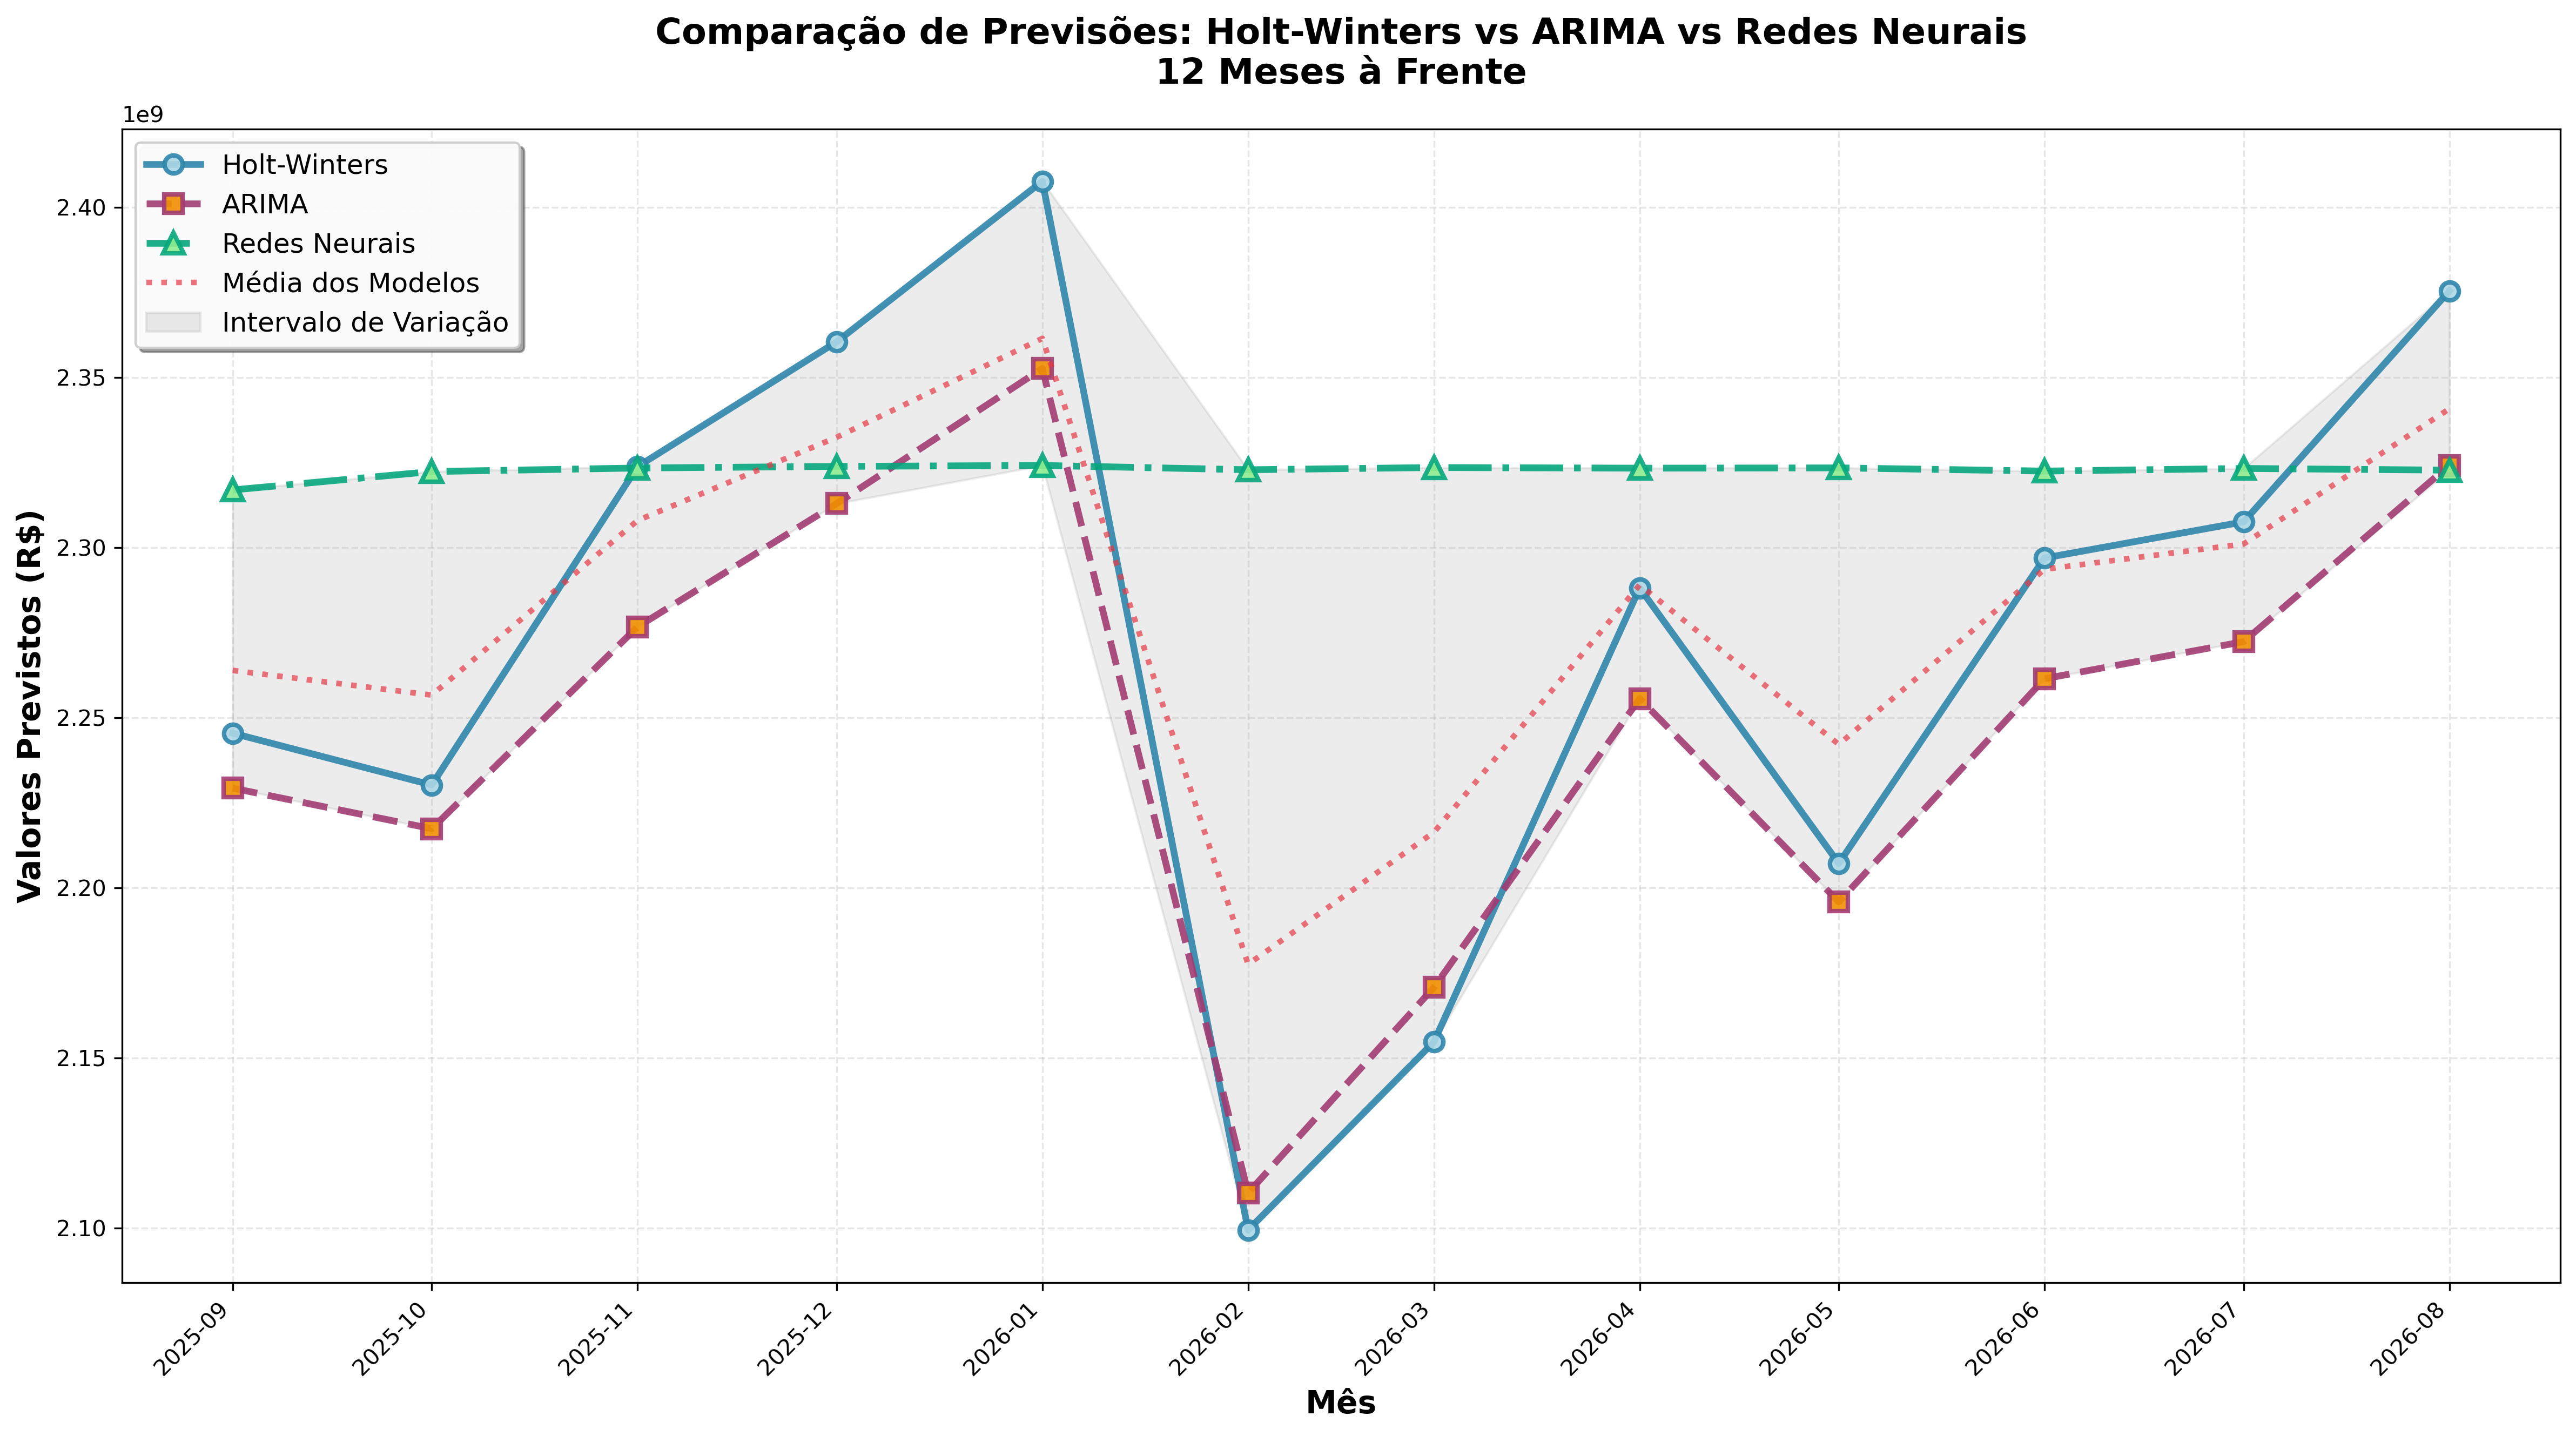 Comparação de Previsões: Holt-Winters vs ARIMA vs Redes Neurais
12 Meses à Frente
1e9
Holt-Winters
ARIMA
Redes Neurais
Média dos Modelos
Intervalo de Variação
2.40
2.35
2.30
2.25
2.20
2.15
2.10
Valores Previstos (R$)
2025-09
2025-10
2025-11
2025-12
2026-01
2026-02
2026-03
2026-04
2026-05
2026-06
2026-07
2026-08
Mês